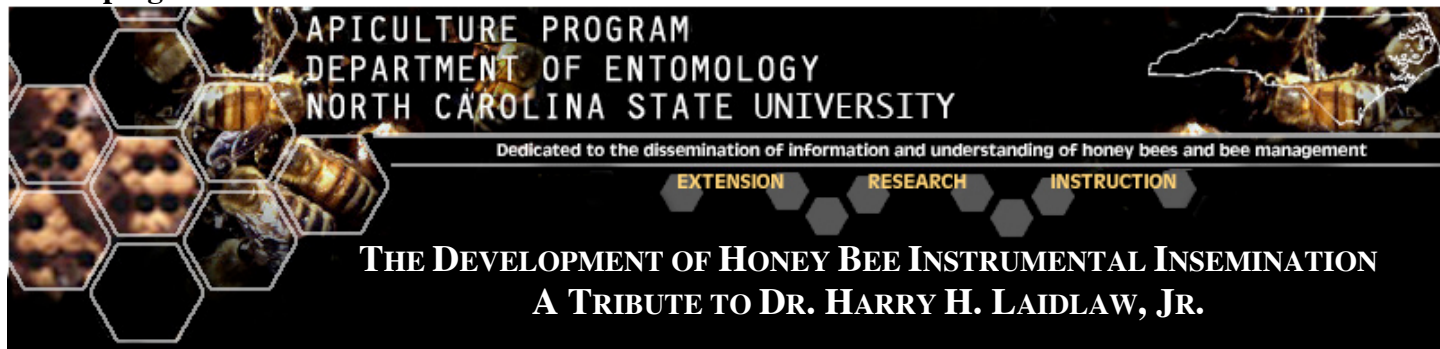 APICULTURE PROGRAM
DEPARTMENT OF ENTOMOLOGY
NORTH CAROLINA STATE UNIVERSITY
Dedicated to the dissemination of information and understanding of honey bees and bee management
EXTENSION RESEARCH INSTRUCTION
THE DEVELOPMENT OF HONEY BEE INSTRUMENTAL INSEMINATION
A TRIBUTE TO DR. HARRY H. LAIDLAW, JR.